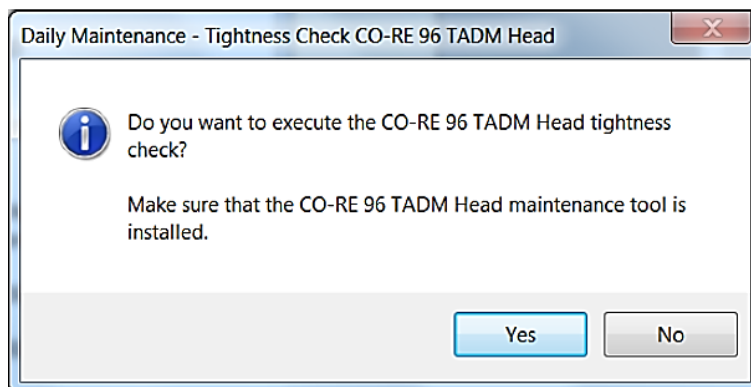 Daily Maintenance - Tightness Check CO-RE 96 TADM Head
Do you want to execute the CO-RE 96 TADM Head tightness
check?
Make sure that the CO-RE 96 TADM Head maintenance tool is
installed.
Yes
No